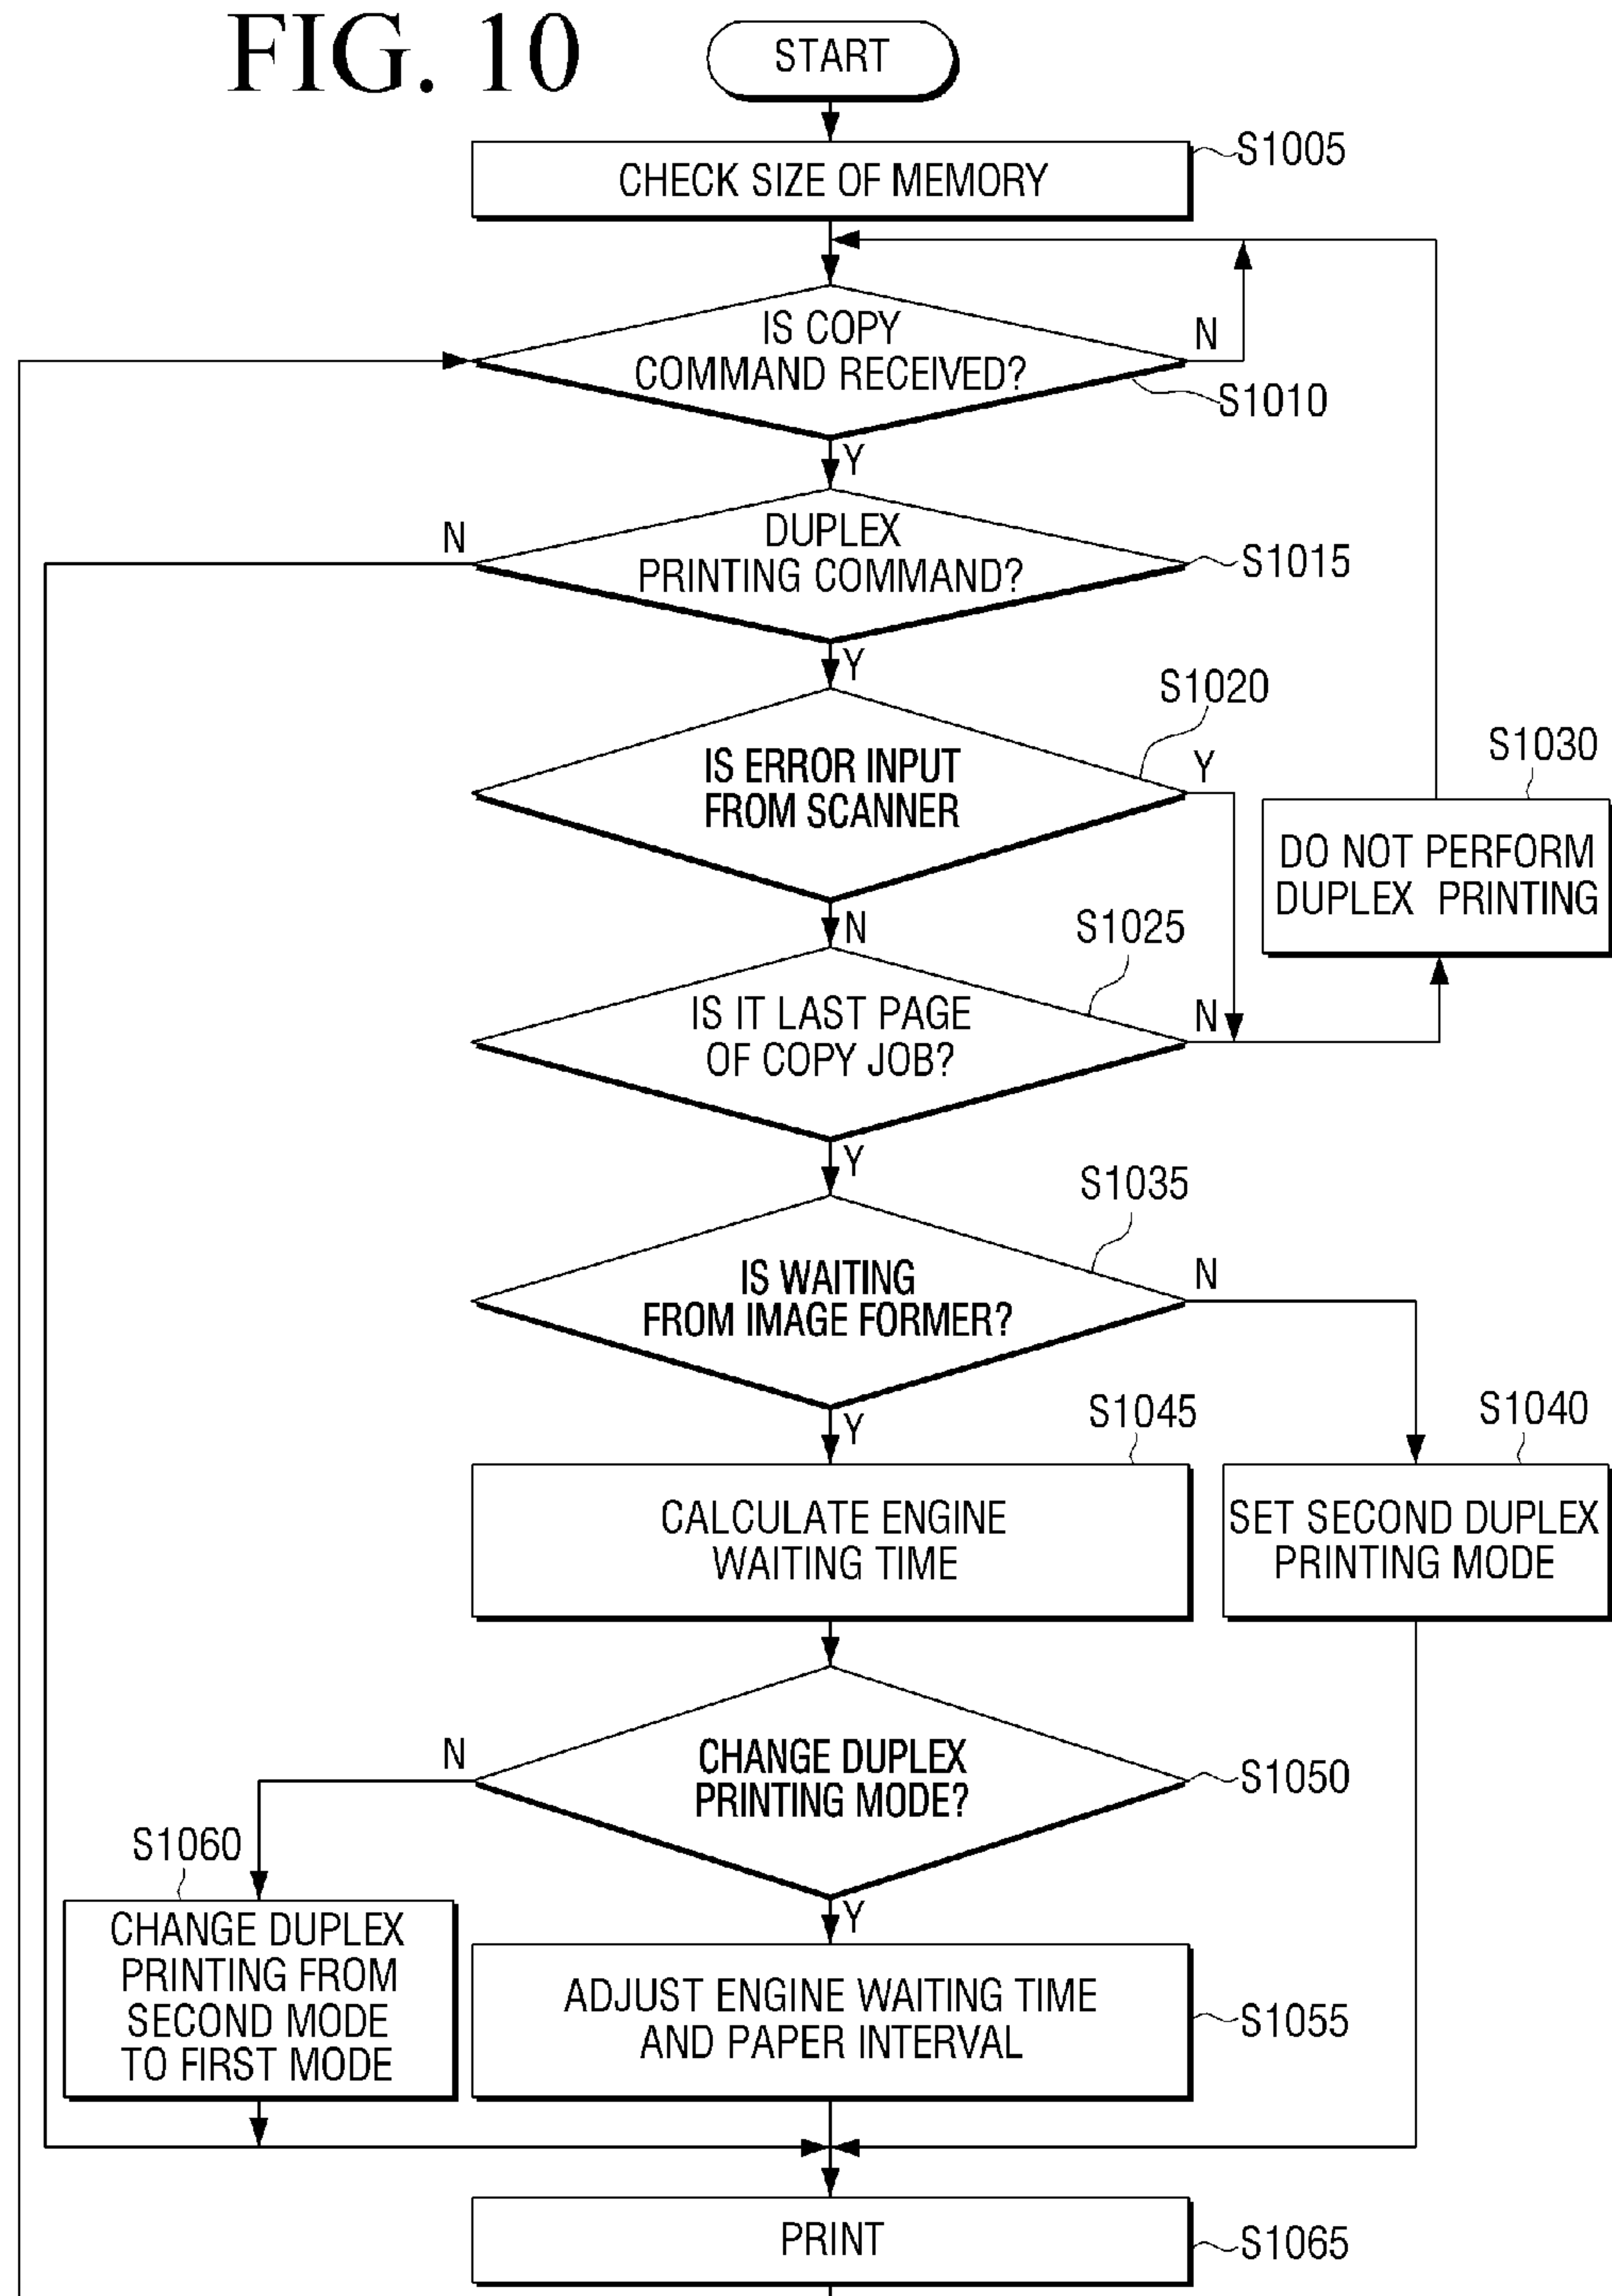 FIG. 10
START
CHECK SIZE OF MEMORY
S1005
IS COPY
COMMAND RECEIVED?
N
S1010
Y
DUPLEX
PRINTING COMMAND?
N
S1015
Y
S1020
IS ERROR INPUT
FROM SCANNER
Y
S1030
DO NOT PERFORM
DUPLEX PRINTING
N
S1025
IS IT LAST PAGE
OF COPY JOB?
N
Y
S1035
IS WAITING
FROM IMAGE FORMER?
N
Y
S1045
S1040
CALCULATE ENGINE
WAITING TIME
SET SECOND DUPLEX
PRINTING MODE
N
CHANGE DUPLEX
PRINTING MODE?
S1050
S1060
Y
CHANGE DUPLEX
PRINTING FROM
SECOND MODE
TO FIRST MODE
ADJUST ENGINE WAITING TIME
AND PAPER INTERVAL
S1055
PRINT
S1065